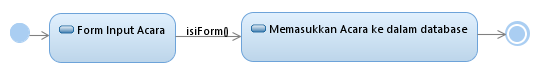 Form Input Acara
isiForm()
Memasukkan Acara ke dalam database